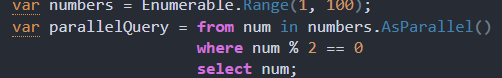 var numbers = Enumerable.Range(1, 100);
var parallelQuery = from num in numbers.AsParallel()
where num % 2 == 0
select num;